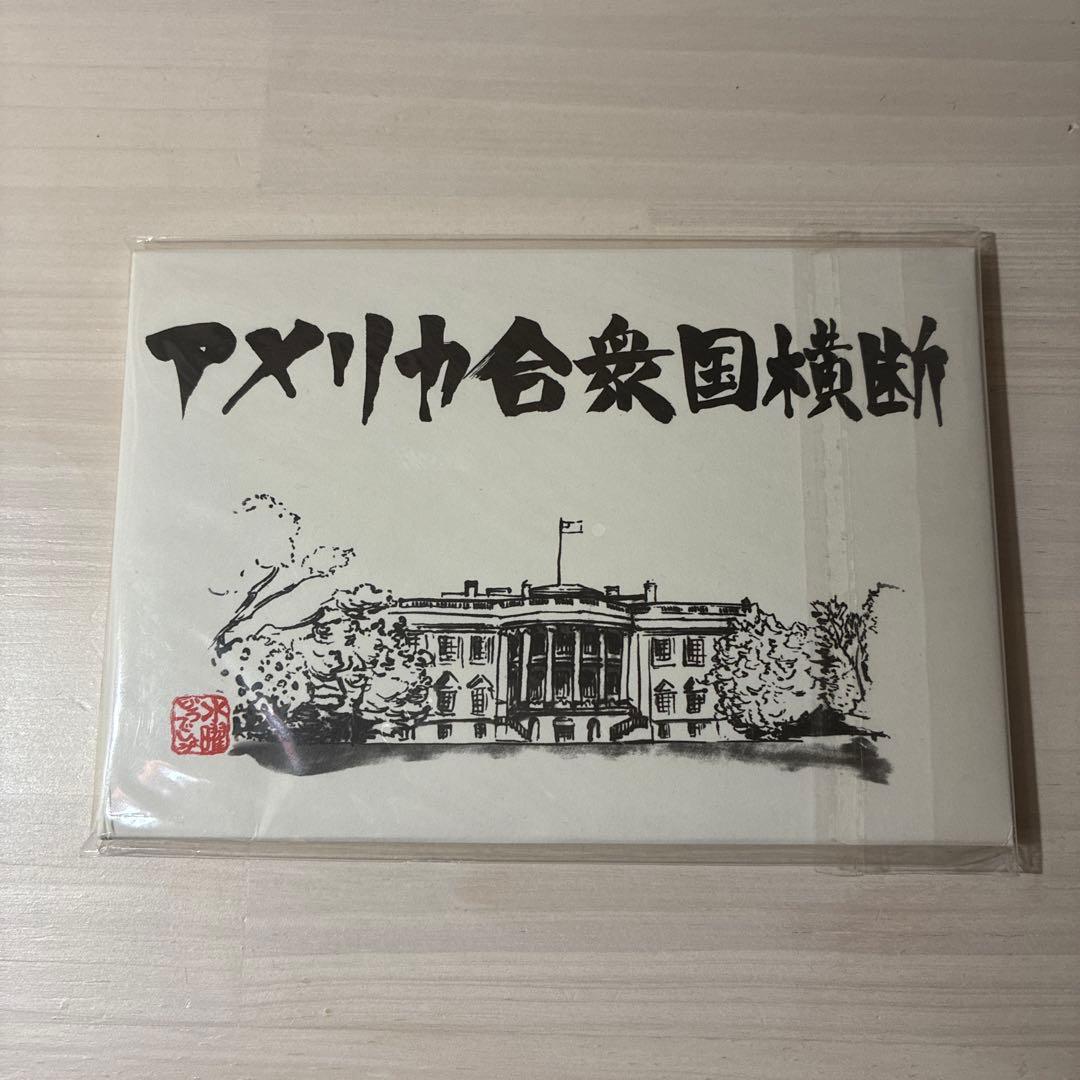 アメリカ合衆国横断
水曜
どうでしょう